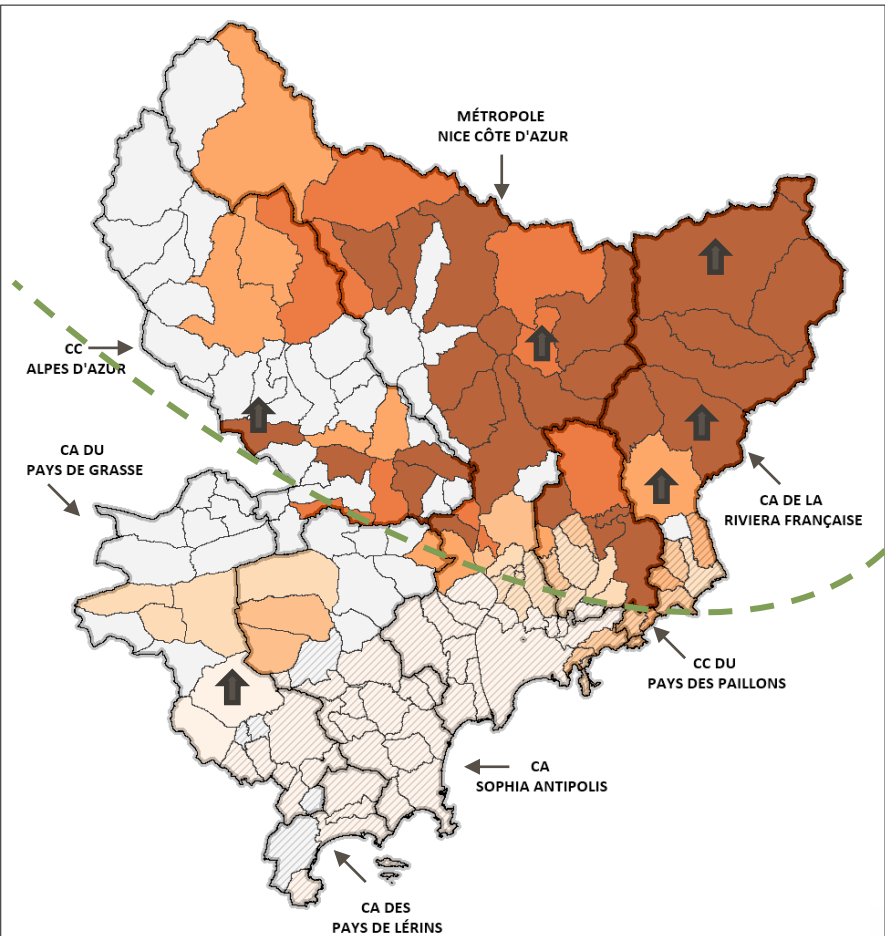 MÉTROPOLE
NICE CÔTE D'AZUR
CC
ALPES D'AZUR
CA DU
PAYS DE GRASSE
CA DE LA
RIVIERA FRANÇAISE
CC DU
PAYS DES PAILLONS
CA
SOPHIA ANTIPOLIS
CA DES
PAYS DE LÉRINS